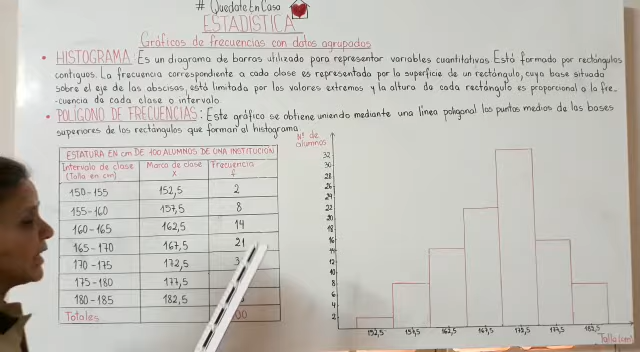 # Quedate En Casa
ESTADÍSTICA
Gráficos de frecuencias con datos agrupados
• HISTOGRAMA: Es un diagrama de barras utilizado para representar variables cuantitativas. Está formado por rectángulos
contiguos. La frecuencia correspondiente a cada clase es representado por la superficie de un rectángulo, cuya base situada
sobre el eje de las abscisas, está limitada por los valores extremos y la altura de cada rectángulo es proporcional a la fre-
-cuencia de cada clase o intervalo.
• POLÍGONO DE FRECUENCIAS: Este gráfico se obtiene uniendo mediante una línea poligonal los puntos medios de las bases
superiores de los rectángulos que forman al histograma
ESTATURA EN cm DE 100 ALUMNOS DE UNA INSTITUCIÓN
Intervalo de clase (Talla en cm) Marca de clase x Frecuencia f
150-155 152,5 2
155-160 157,5 8
160-165 162,5 14
165-170 167,5 21
170-175 172,5 3
175-180 177,5
180-185 182,5
Totales
N° de
alumnos
32
30
28
26
24
22
20
18
16
14
12
10
8
6
4
2
152,5 157,5 162,5 167,5 172,5 177,5 182,5
Talla (cm)